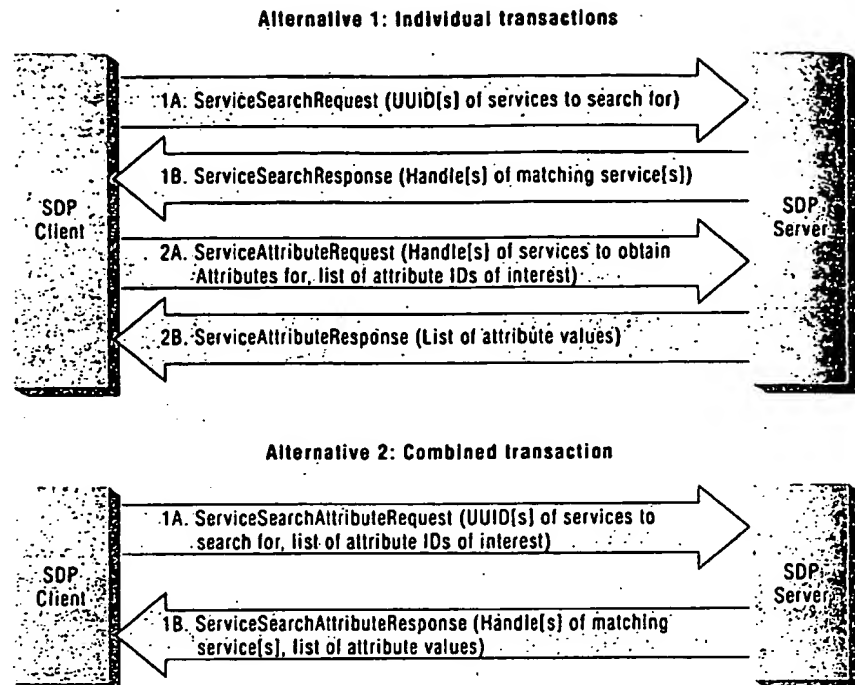 Alternative 1: Individual transactions
1A: ServiceSearchRequest (UUID[s] of services to search for)
1B. ServiceSearchResponse (Handle[s] of matching service[s])
SDP
Client
SDP
Server
2A. ServiceAttributeRequest (Handle[s] of services to obtain
Attributes for, list of attribute IDs of interest)
2B. ServiceAttributeResponse (List of attribute values)
Alternative 2: Combined transaction
1A. ServiceSearchAttributeRequest (UUID[s] of services to
search for, list of attribute IDs of interest)
SDP
Client
SDP
Server
1B. ServiceSearchAttributeResponse (Handle[s] of matching
service[s], list of attribute values)